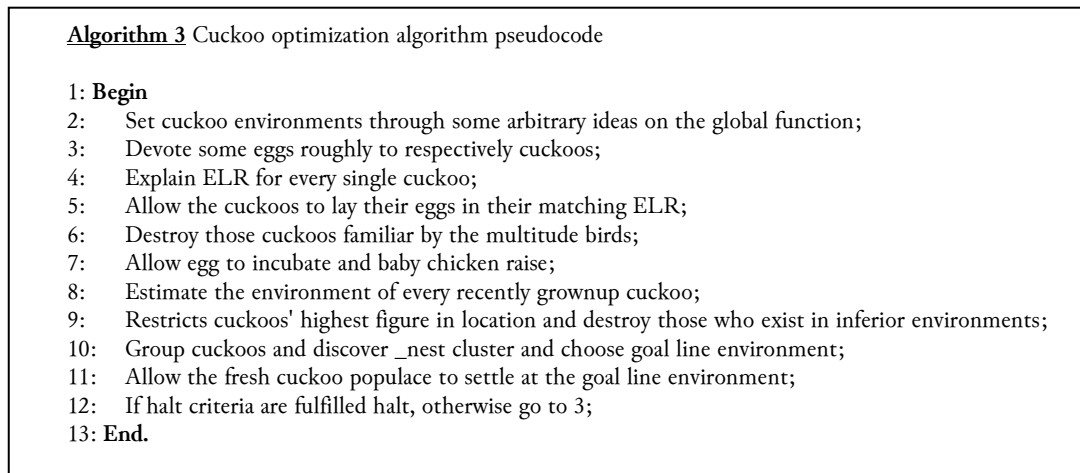 Algorithm 3 Cuckoo optimization algorithm pseudocode
1: Begin
2: Set cuckoo environments through some arbitrary ideas on the global function;
3: Devote some eggs roughly to respectively cuckoos;
4: Explain ELR for every single cuckoo;
5: Allow the cuckoos to lay their eggs in their matching ELR;
6: Destroy those cuckoos familiar by the multitude birds;
7: Allow egg to incubate and baby chicken raise;
8: Estimate the environment of every recently grownup cuckoo;
9: Restricts cuckoos' highest figure in location and destroy those who exist in inferior environments;
10: Group cuckoos and discover _nest cluster and choose goal line environment;
11: Allow the fresh cuckoo populace to settle at the goal line environment;
12: If halt criteria are fulfilled halt, otherwise go to 3;
13: End.